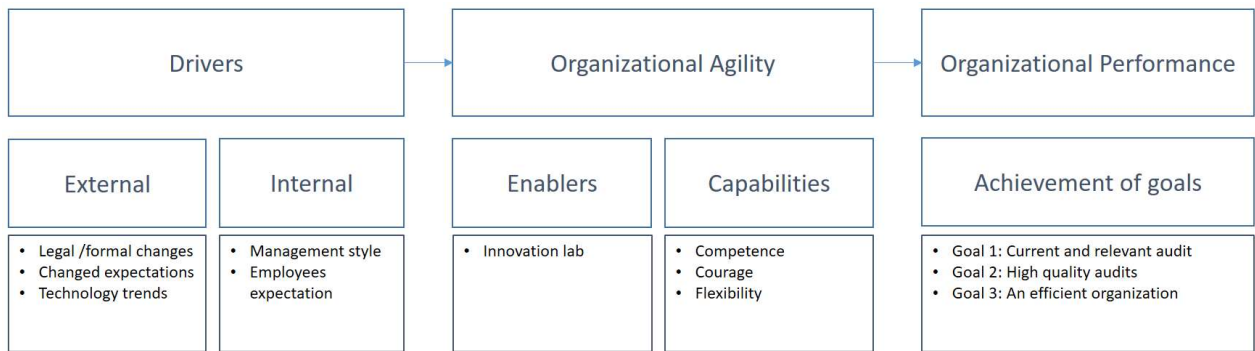 Drivers
Organizational Agility
Organizational Performance
External
Internal
Enablers
Capabilities
Achievement of goals
• Legal /formal changes
• Changed expectations
• Technology trends
• Management style
• Employees
expectation
• Innovation lab
• Competence
• Courage
• Flexibility
• Goal 1: Current and relevant audit
• Goal 2: High quality audits
• Goal 3: An efficient organization